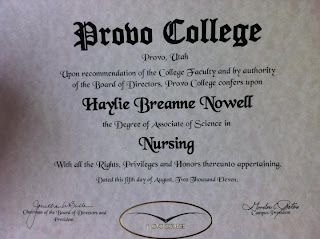 Provo College
Provo, Utah
Upon recommendation of the College Faculty and by authority
of the Board of Directors, Provo College confers upon
Haylie Breanne Nowell
the Degree of Associate of Science in
Nursing
With all the Rights, Privileges and Honors thereunto appertaining.
Dated this fifth day of August, Two Thousand Eleven.
Chairman of the Board of Directors and
President
Campus President
PROVO COLLEGE